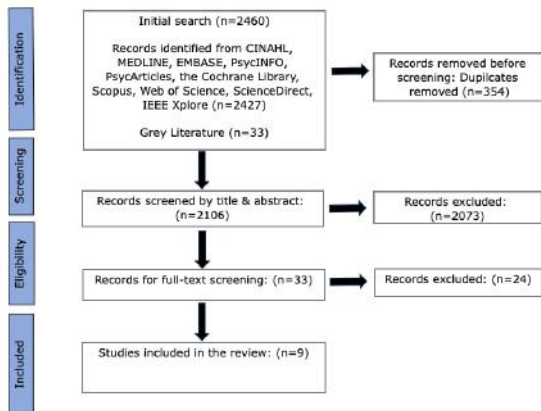 Identification
Initial search (n=2460)
Records identified from CINAHL,
MEDLINE, EMBASE, PsycINFO,
PsycArticles, the Cochrane Library,
Scopus, Web of Science, ScienceDirect,
IEEE Xplore (n=2427)
Grey Literature (n=33)
Records removed before
screening: Duplicates
removed (n=354)
Screening
Records screened by title & abstract:
(n=2106)
Records excluded:
(n=2073)
Eligibility
Records for full-text screening: (n=33)
Records excluded: (n=24)
Included
Studies included in the review: (n=9)